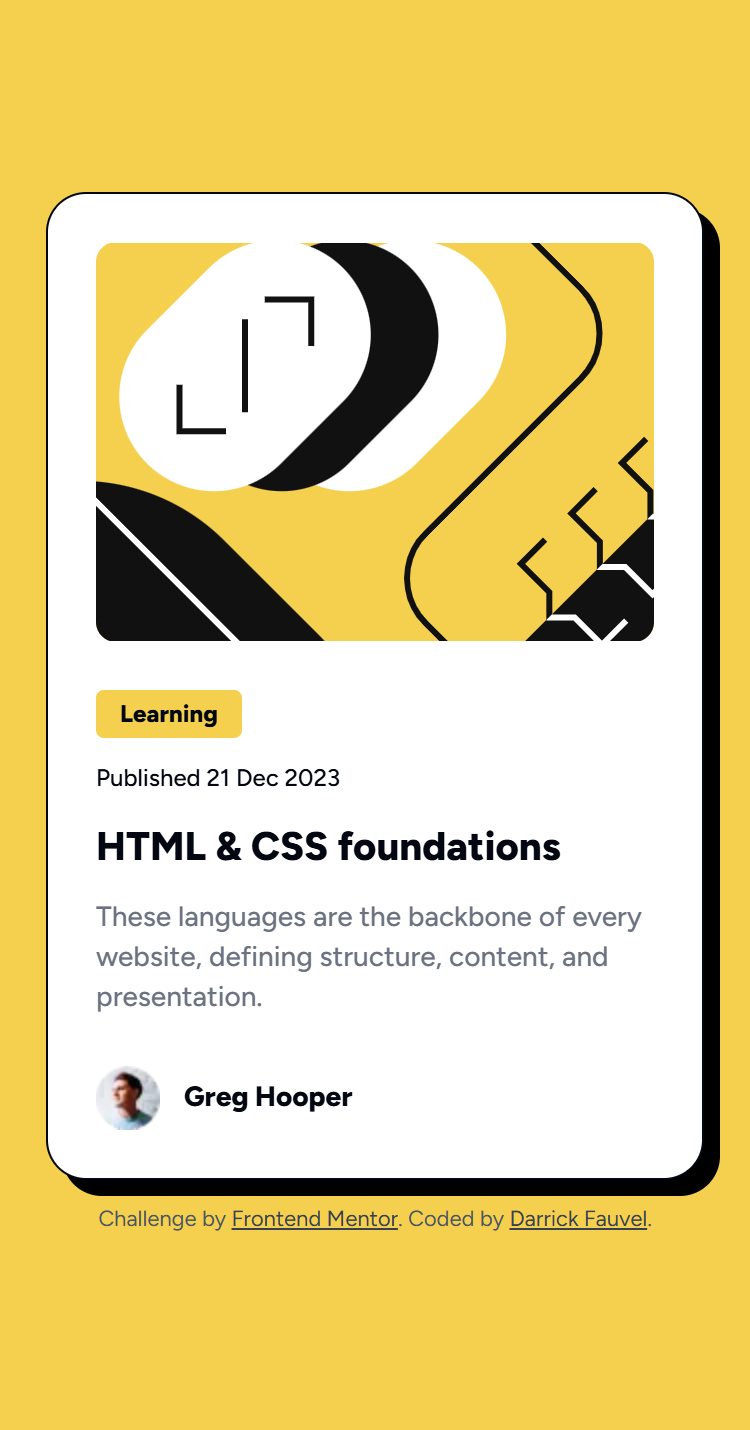 Learning
Published 21 Dec 2023
HTML & CSS foundations
These languages are the backbone of every
website, defining structure, content, and
presentation.
Greg Hooper
Challenge by Frontend Mentor. Coded by Darrick Fauvel.